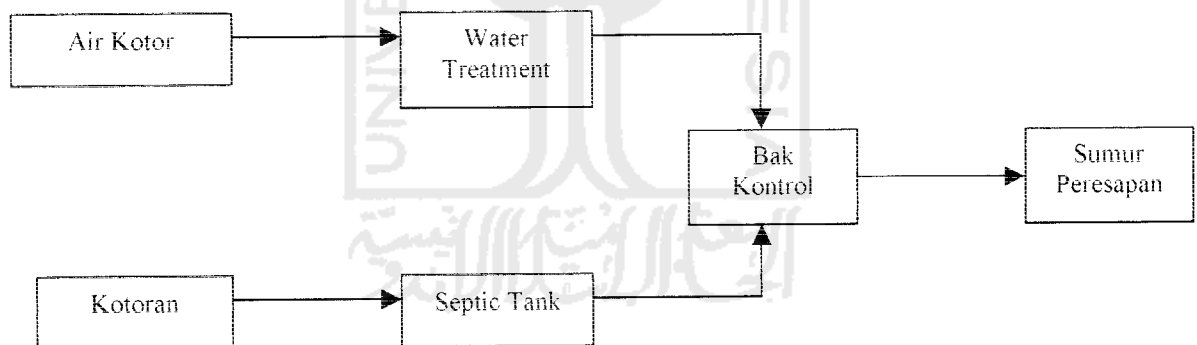 Air Kotor
Water
Treatment
Bak
Kontrol
Sumur
Peresapan
Kotoran
Septic Tank